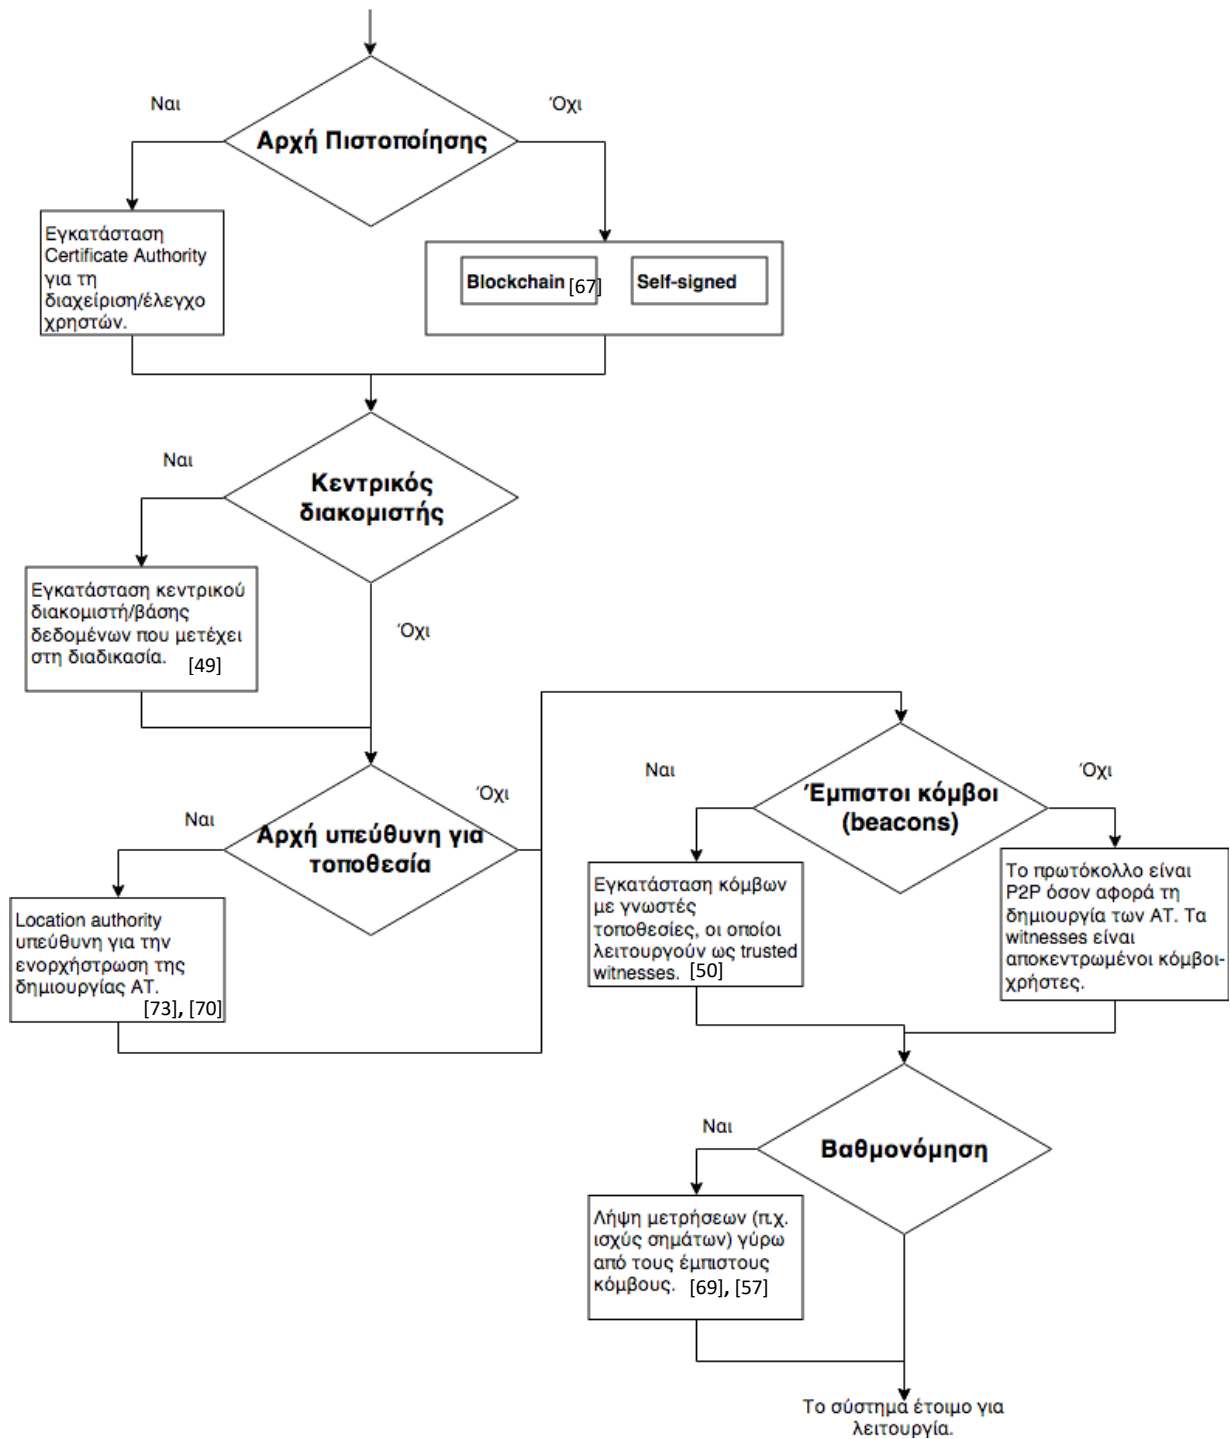 Ναι
Όχι
Αρχή Πιστοποίησης
Εγκατάσταση
Certificate Authority
για τη
διαχείριση/έλεγχο
χρηστών.
Blockchain [67]
Self-signed
Ναι
Κεντρικός
διακομιστής
Εγκατάσταση κεντρικού
διακομιστή/βάσης
δεδομένων που μετέχει
στη διαδικασία. [49]
Όχι
Ναι
Όχι
Αρχή υπεύθυνη για
τοποθεσία
Location authority
υπεύθυνη για την
ενορχήστρωση της
δημιουργίας ΑΤ.
[73], [70]
Ναι
Όχι
Έμπιστοι κόμβοι
(beacons)
Εγκατάσταση κόμβων
με γνωστές
τοποθεσίες, οι οποίοι
λειτουργούν ως trusted
witnesses. [50]
Το πρωτόκολλο είναι
P2P όσον αφορά τη
δημιουργία των ΑΤ. Τα
witnesses είναι
αποκεντρωμένοι κόμβοι-
χρήστες.
Ναι
Βαθμονόμηση
Λήψη μετρήσεων (π.χ.
ισχύς σημάτων) γύρω
από τους έμπιστους
κόμβους. [69], [57]
Το σύστημα έτοιμο για
λειτουργία.